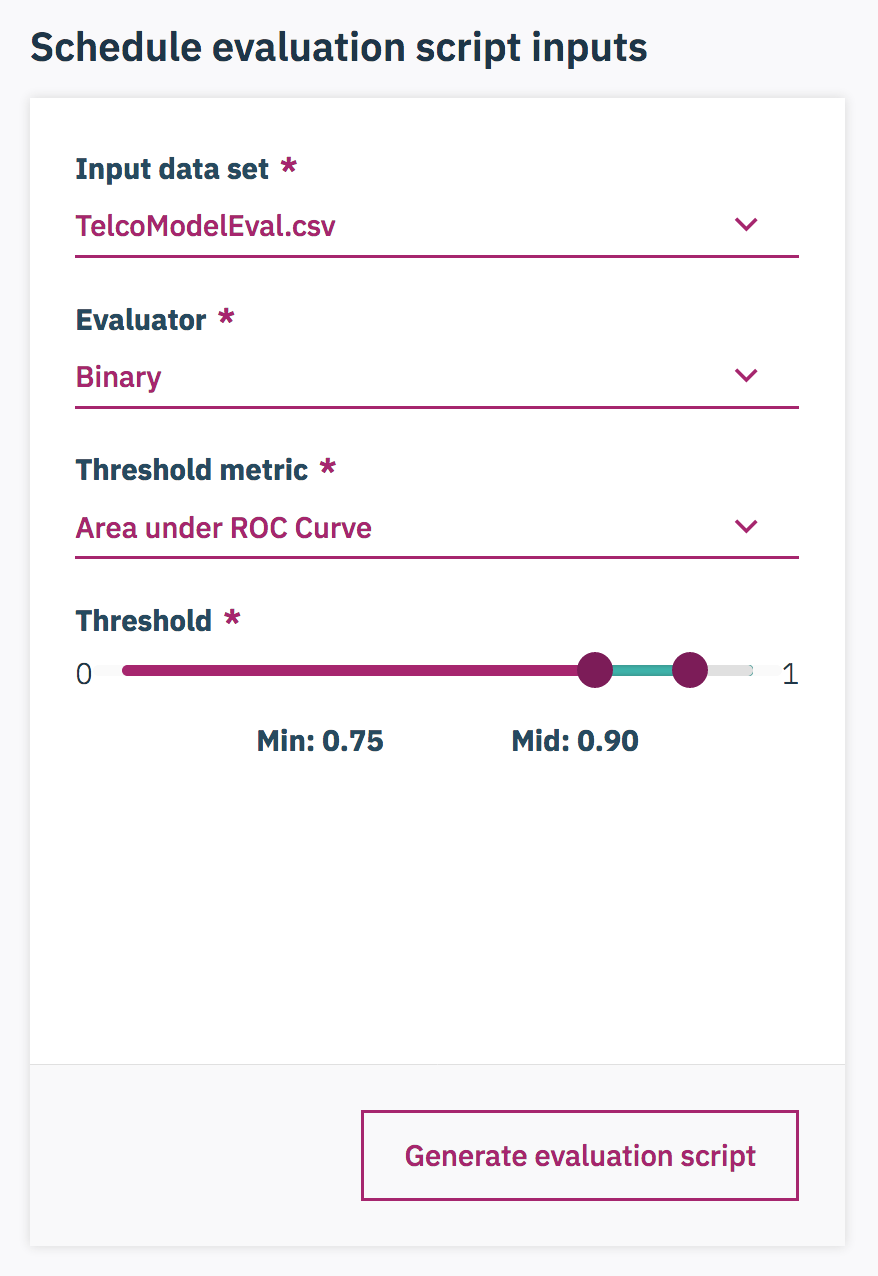 Schedule evaluation script inputs
Input data set *
TelcoModelEval.csv
Evaluator *
Binary
Threshold metric *
Area under ROC Curve
Threshold *
0 1
Min: 0.75 Mid: 0.90
Generate evaluation script